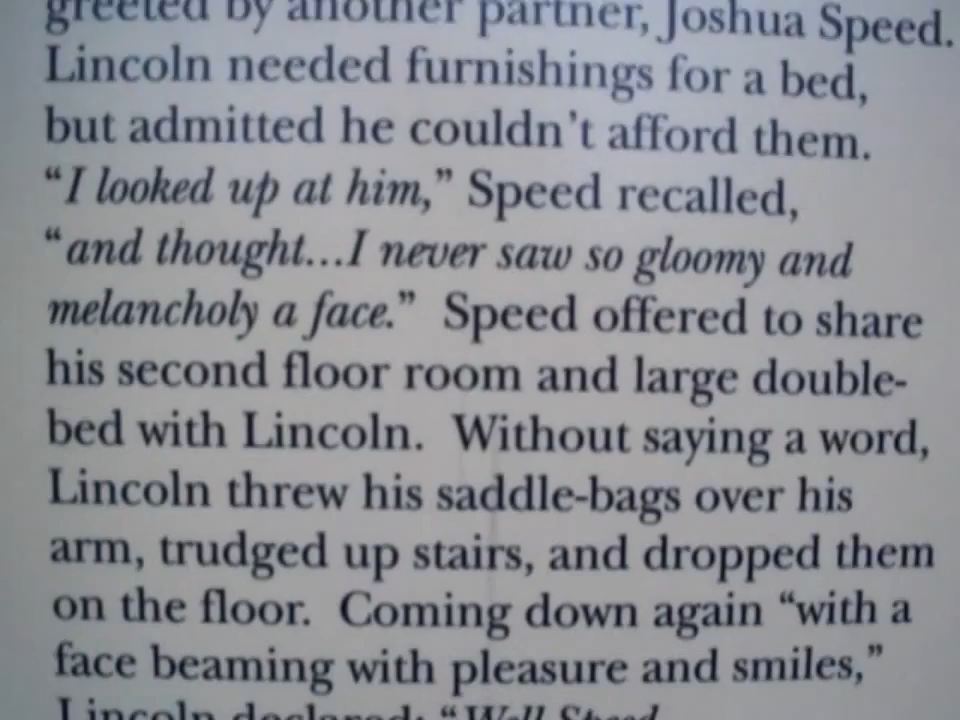 greeted by another partner, Joshua Speed.
Lincoln needed furnishings for a bed,
but admitted he couldn't afford them.
“I looked up at him,” Speed recalled,
“and thought...I never saw so gloomy and
melancholy a face.” Speed offered to share
his second floor room and large double-
bed with Lincoln. Without saying a word,
Lincoln threw his saddle-bags over his
arm, trudged up stairs, and dropped them
on the floor. Coming down again “with a
face beaming with pleasure and smiles,”
Lincoln declared: “Well Speed